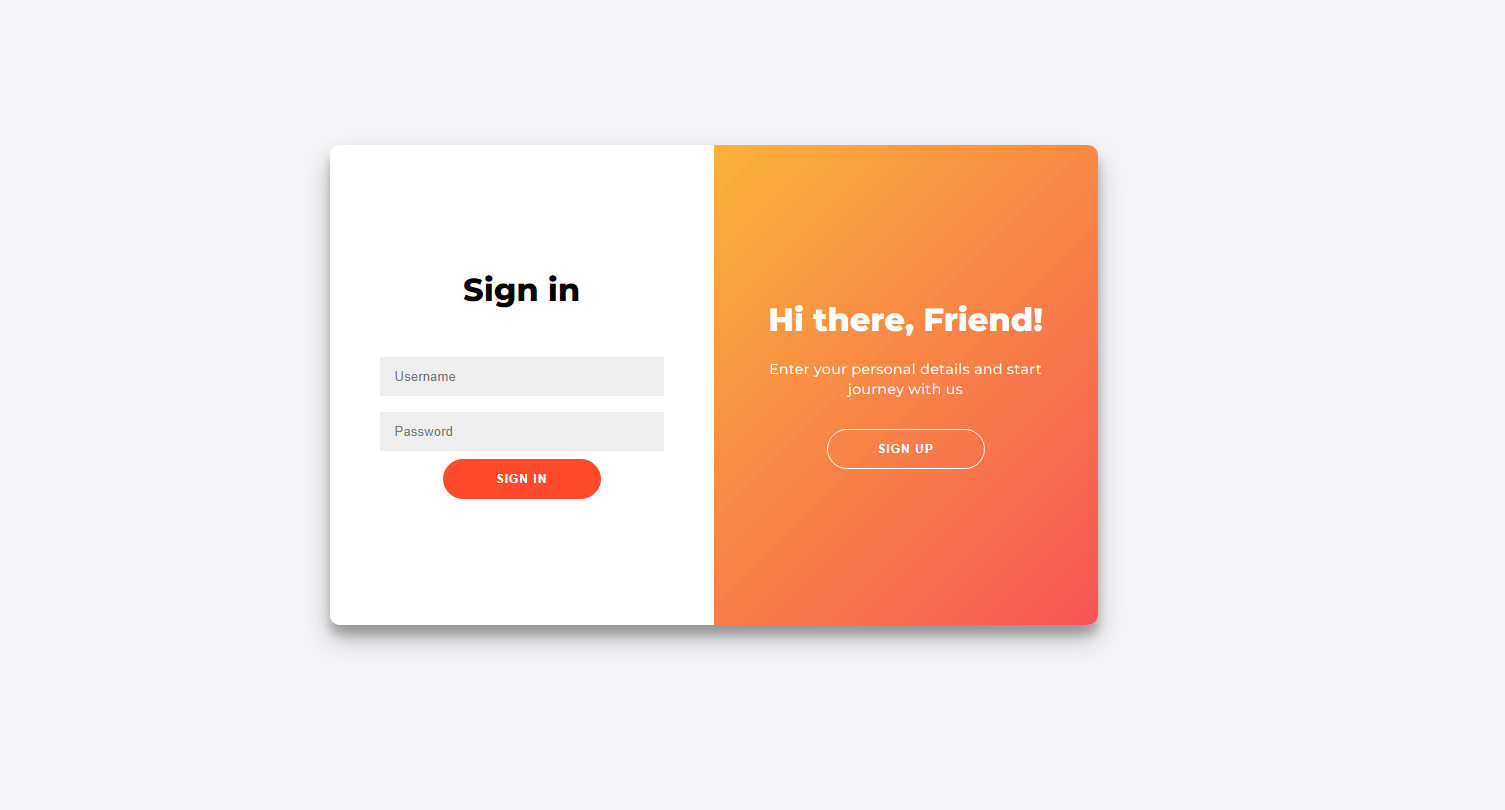 Sign in
Username
Password
SIGN IN
Hi there, Friend!
Enter your personal details and start
journey with us
SIGN UP